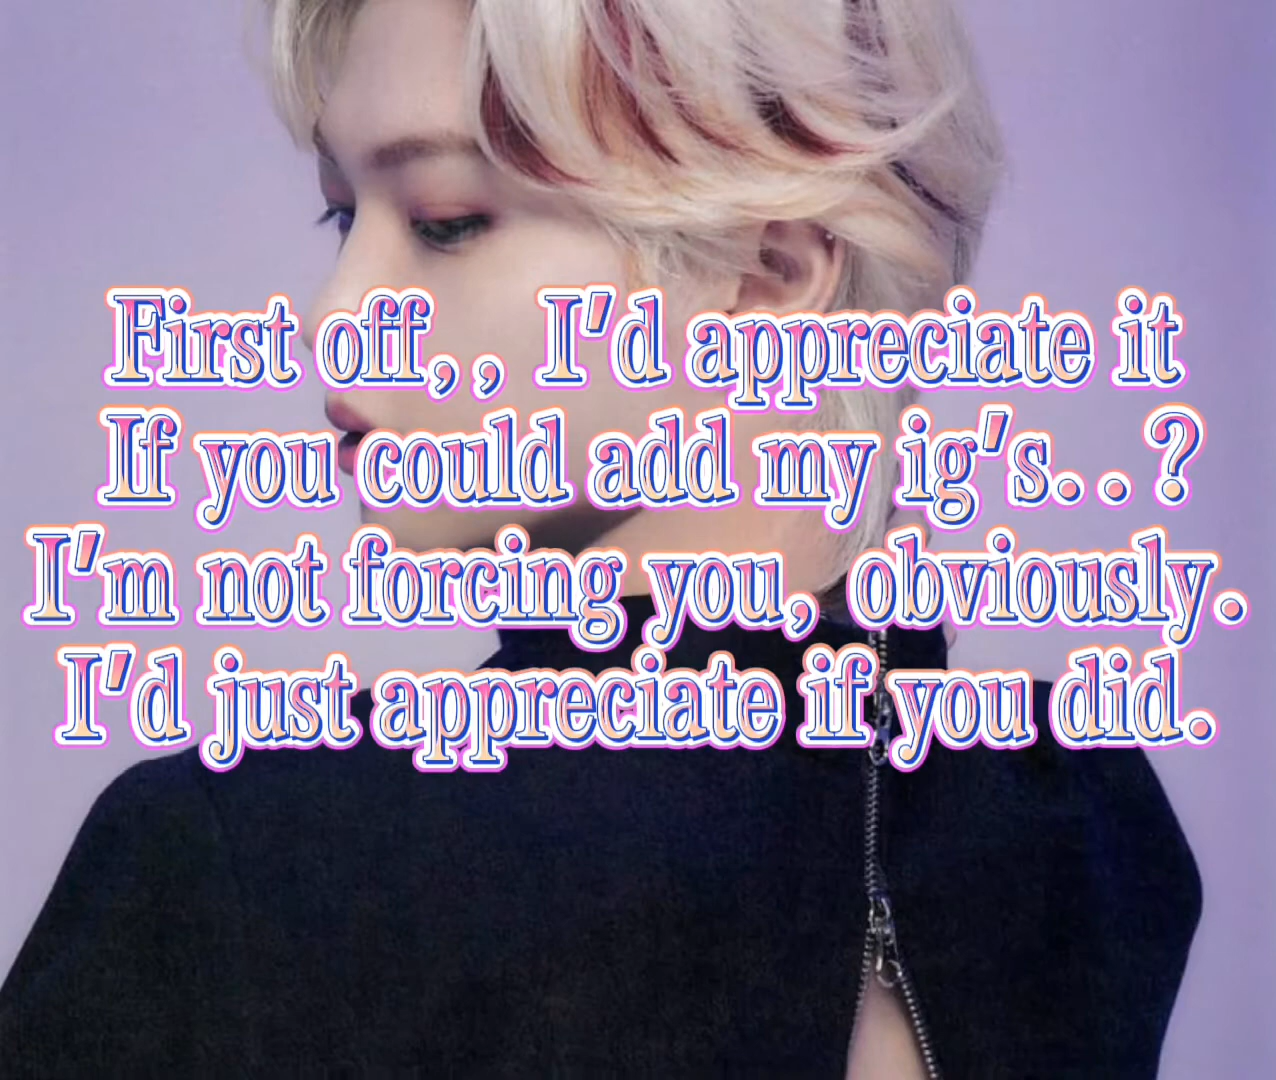 First off,, I'd appreciate it
If you could add my ig's..?
I'm not forcing you, obviously.
I'd just appreciate if you did.